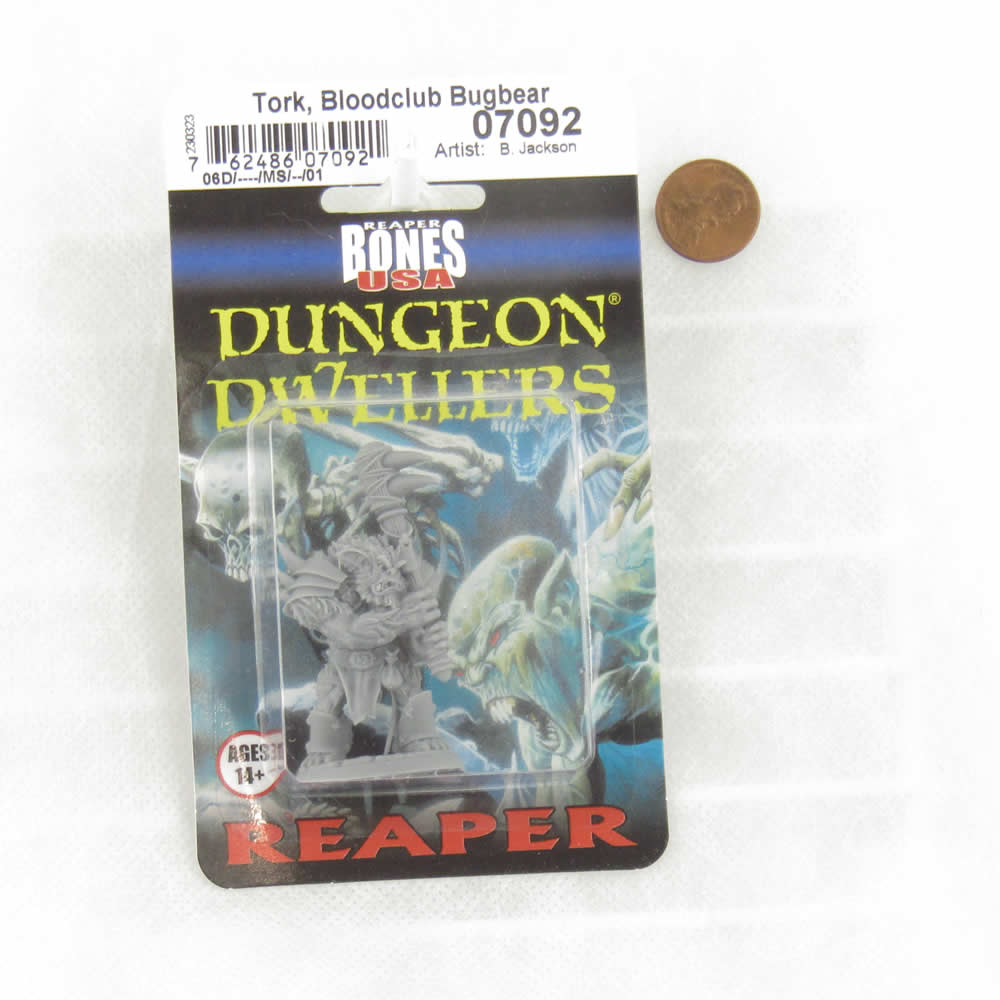 Tork, Bloodclub Bugbear
07092
230323
7 62486 07092
Artist: B. Jackson
06D/----/MS/--/01
REAPER
BONES
USA
DUNGEON®
DWELLERS
AGES
14+
REAPER